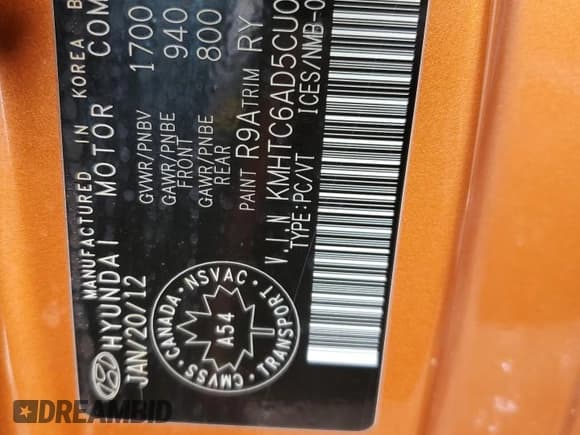 MANUFACTURED IN KOREA B
HYUNDAI MOTOR COM
JAN/20/12
GVWR/PNBV 1700
GAWR/PNBE 940
FRONT
GAWR/PNBE 800
REAR
PAINT R9A TRIM RY
V.I.N KMHTC6AD5CU0
TYPE:PC/VT ICES/NMB-0
CANADA · NSVAC · TRANSPORT · CMVSS
A54
DREAMBID